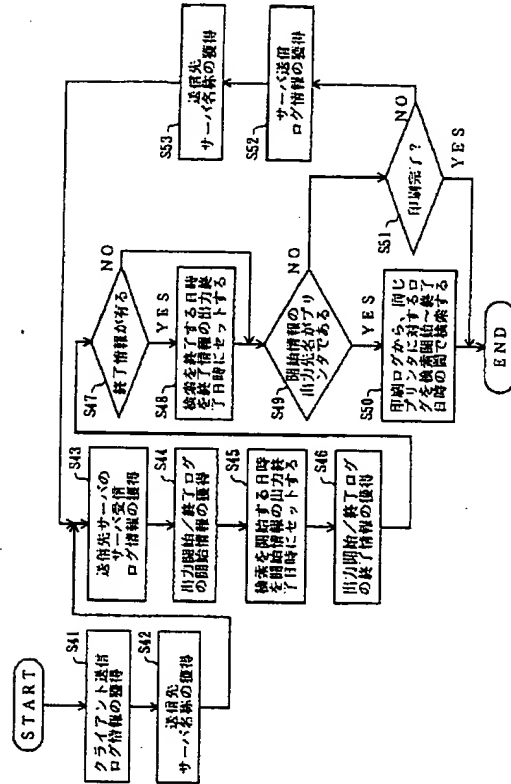 START
S41
クライアント送信
ログ情報の獲得
S42
送信先
サーバ名称の獲得
S43
送信先サーバの
サーバ受信
ログ情報の獲得
S44
出力開始/終了ログ
の開始情報の獲得
S45
検索を開始する日時
を開始情報の出力終
了日時にセットする
S46
出力開始/終了ログ
の終了情報の獲得
S47
終了情報が有る
NO
YES
S48
検索を終了する日時
を終了情報の出力終
了日時にセットする
S49
開始情報の
出力先名がプリ
ンタである
NO
YES
S50
印刷ログから、同じ
プリンタに対するロ
グを検索開始~終了
日時の間で検索する
S51
印刷完了?
NO
YES
S52
サーバ送信
ログ情報の獲得
S53
送信先
サーバ名称の獲得
END